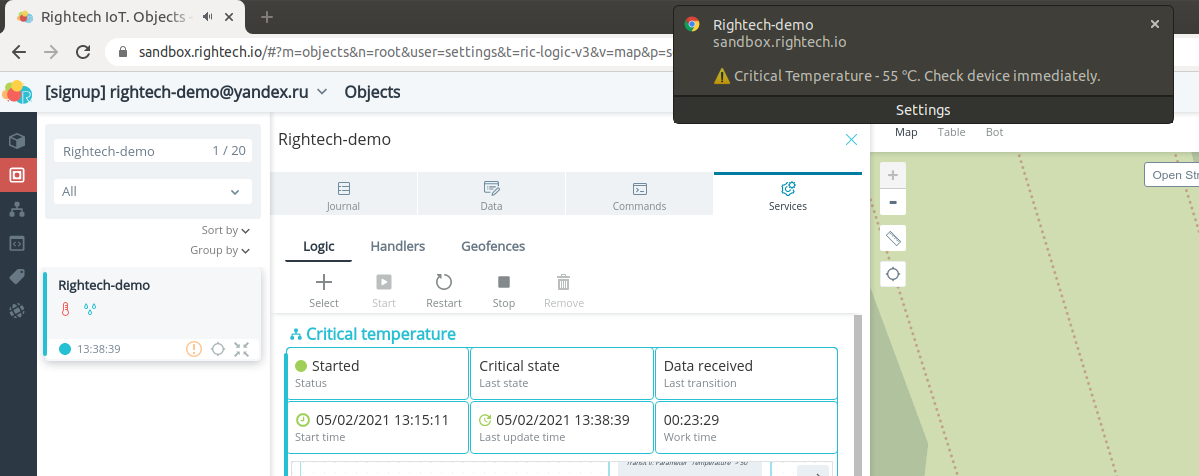 Rightech IoT. Objects
sandbox.rightech.io/#?m=objects&n=root&user=settings&t=ric-logic-v3&v=map&p=s
Rightech-demo
sandbox.rightech.io
Critical Temperature - 55 °C. Check device immediately.
Settings
[signup] rightech-demo@yandex.ru
Objects
Rightech-demo 1 / 20
All
Sort by
Group by
Rightech-demo
13:38:39
Rightech-demo
Journal
Data
Commands
Services
Logic
Handlers
Geofences
Select
Start
Restart
Stop
Remove
Critical temperature
Started
Status
Critical state
Last state
Data received
Last transition
05/02/2021 13:15:11
Start time
05/02/2021 13:38:39
Last update time
00:23:29
Work time
Map
Table
Bot
Open Str